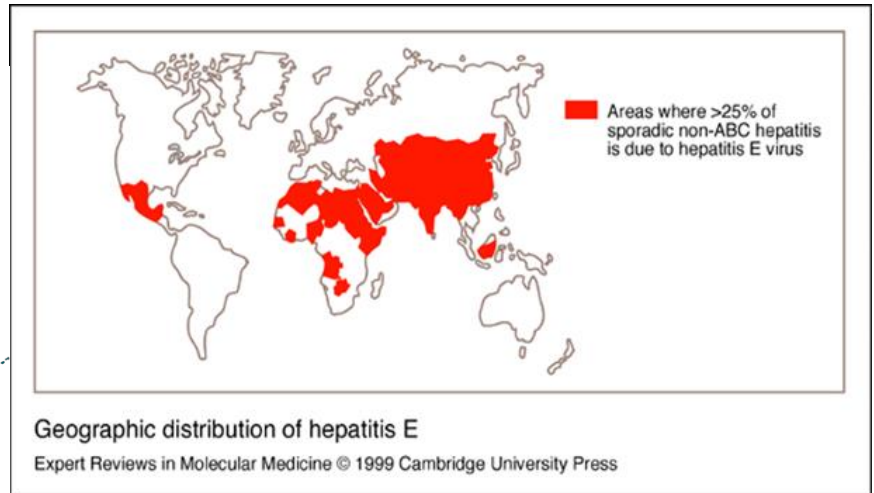 Areas where >25% of
sporadic non-ABC hepatitis
is due to hepatitis E virus
Geographic distribution of hepatitis E
Expert Reviews in Molecular Medicine © 1999 Cambridge University Press